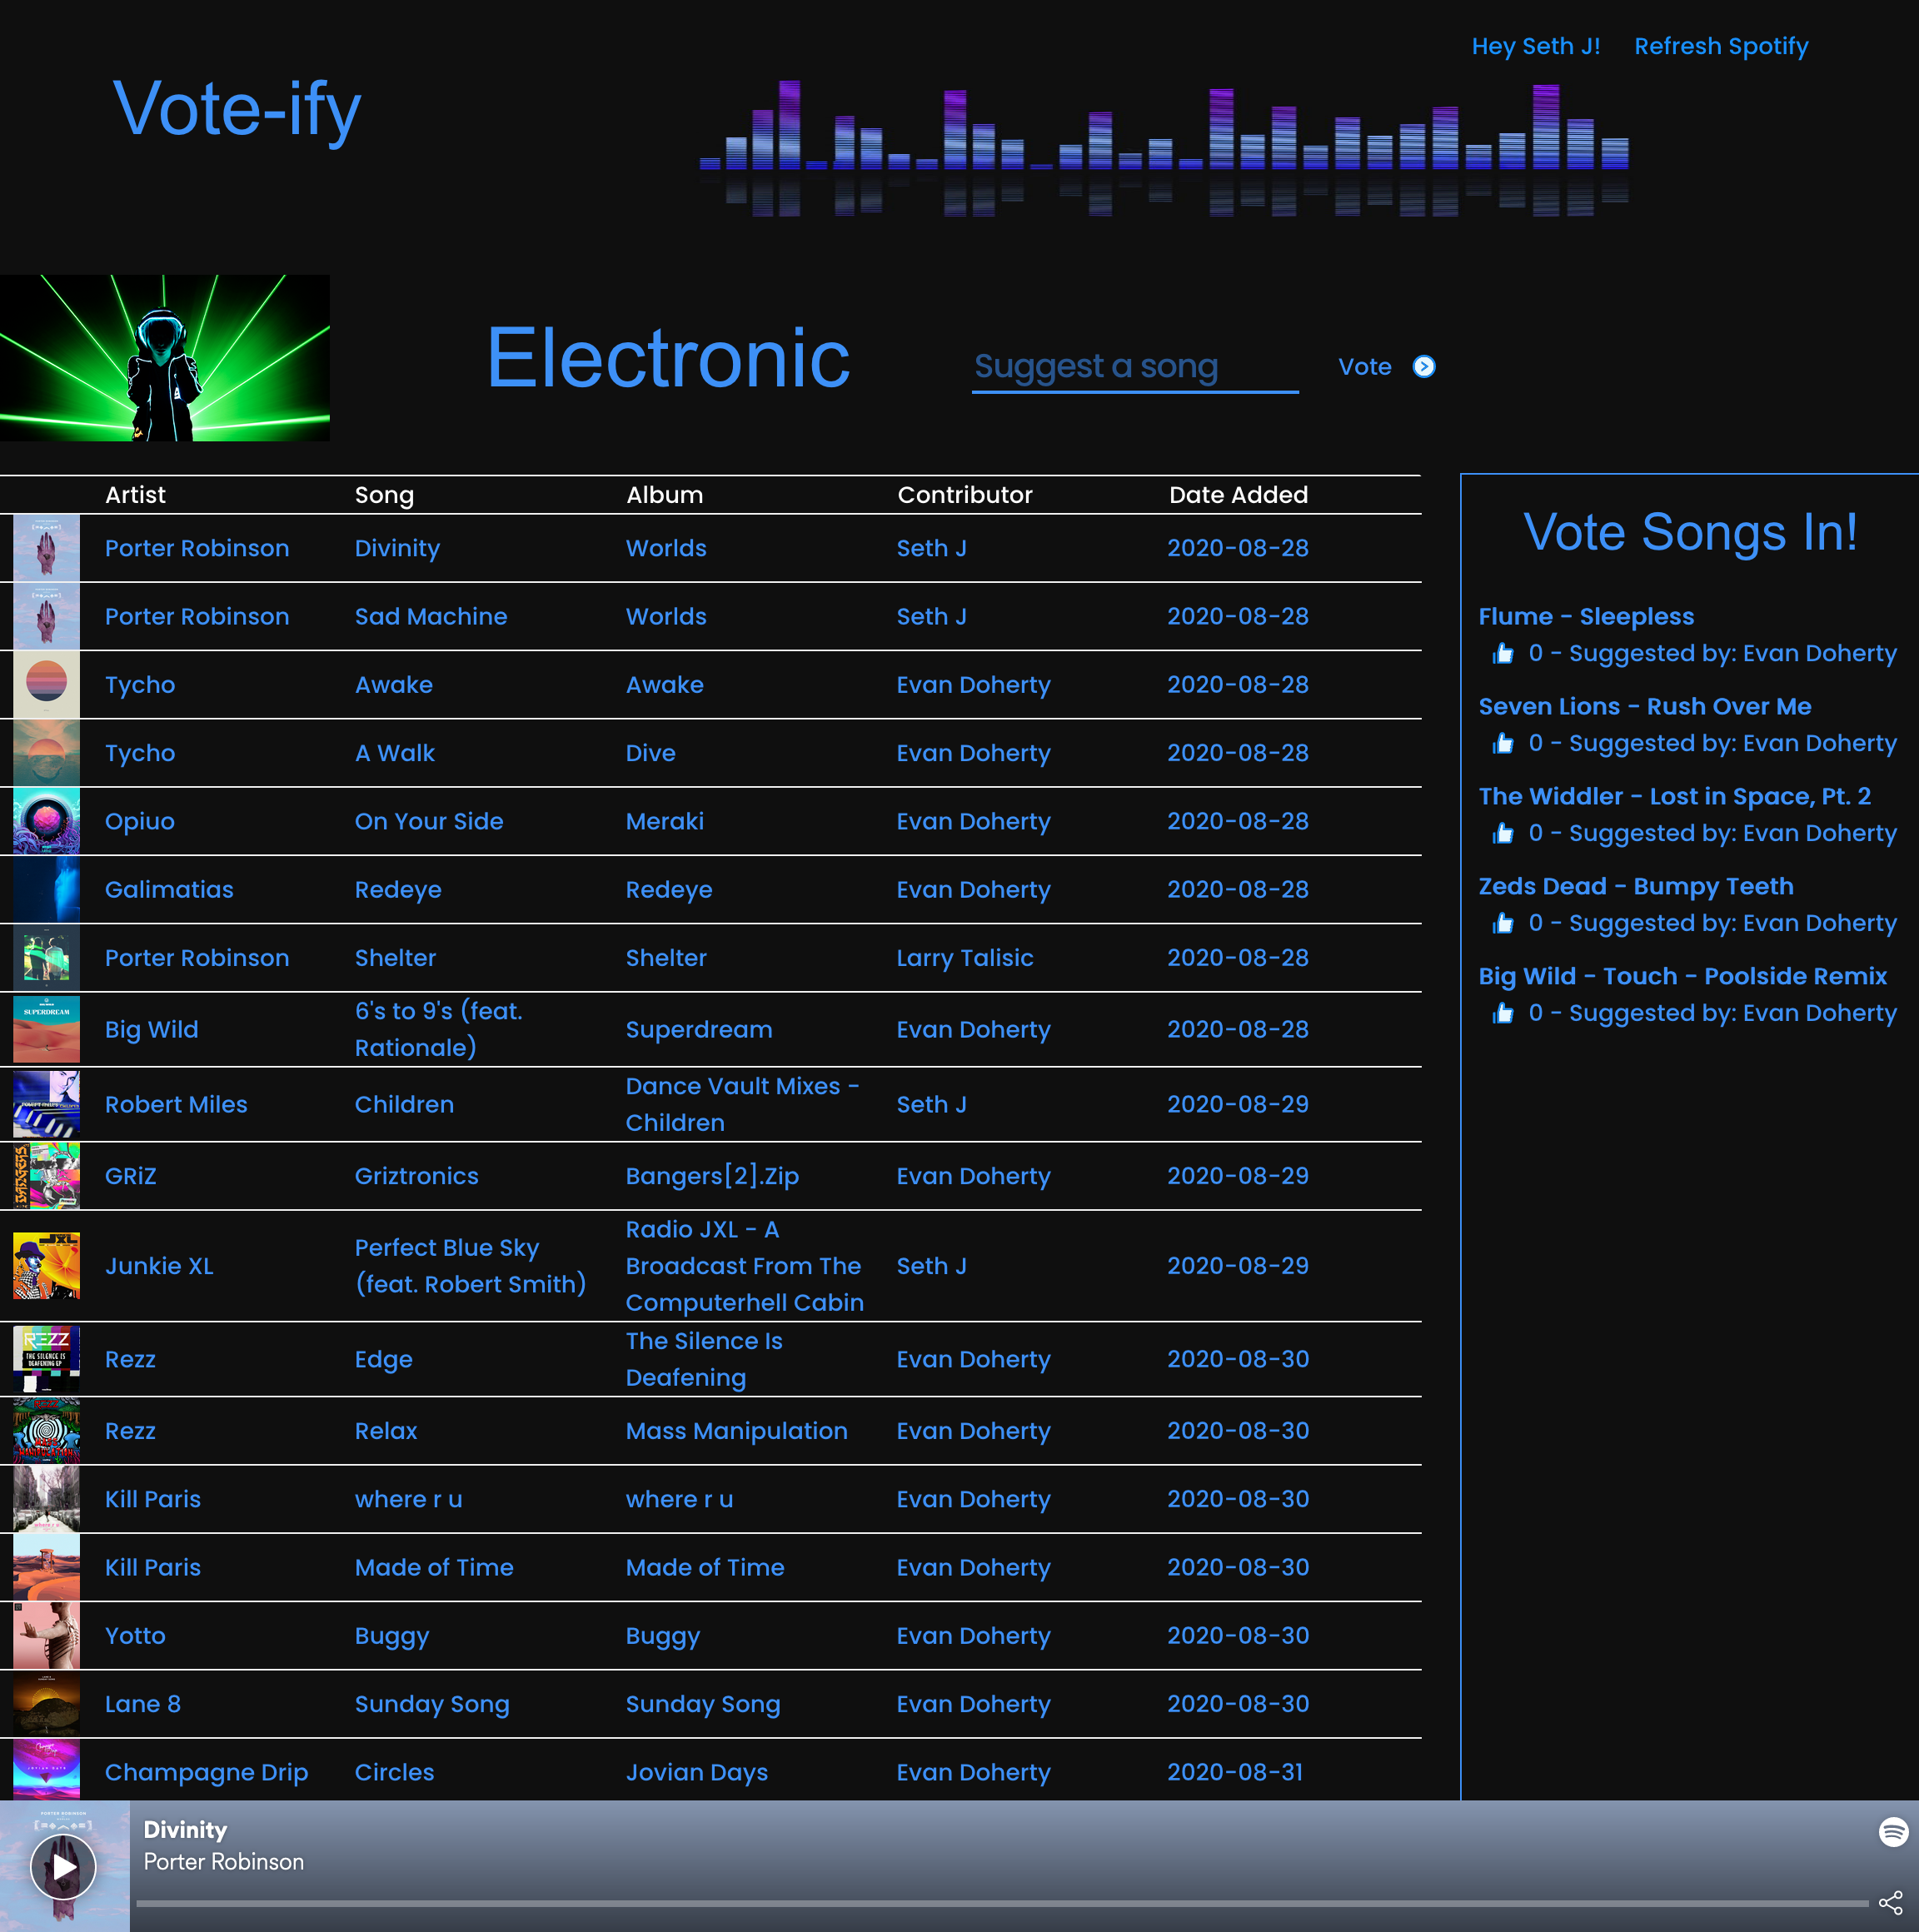 Hey Seth J! Refresh Spotify
Vote-ify
Electronic
Suggest a song
Vote
Artist Song Album Contributor Date Added
Porter Robinson Divinity Worlds Seth J 2020-08-28
Porter Robinson Sad Machine Worlds Seth J 2020-08-28
Tycho Awake Awake Evan Doherty 2020-08-28
Tycho A Walk Dive Evan Doherty 2020-08-28
Opiuo On Your Side Meraki Evan Doherty 2020-08-28
Galimatias Redeye Redeye Evan Doherty 2020-08-28
Porter Robinson Shelter Shelter Larry Talisic 2020-08-28
SUPERDREAM
Big Wild 6's to 9's (feat. Rationale) Superdream Evan Doherty 2020-08-28
Robert Miles Children Dance Vault Mixes - Children Seth J 2020-08-29
GRiZ Griztronics Bangers[2].Zip Evan Doherty 2020-08-29
JXL
Junkie XL Perfect Blue Sky (feat. Robert Smith) Radio JXL - A Broadcast From The Computerhell Cabin Seth J 2020-08-29
REZZ
THE SILENCE IS
DEAFENING EP
Rezz Edge The Silence Is Deafening Evan Doherty 2020-08-30
Rezz Relax Mass Manipulation Evan Doherty 2020-08-30
Kill Paris where r u where r u Evan Doherty 2020-08-30
Kill Paris Made of Time Made of Time Evan Doherty 2020-08-30
Yotto Buggy Buggy Evan Doherty 2020-08-30
Lane 8 Sunday Song Sunday Song Evan Doherty 2020-08-30
Champagne Drip Circles Jovian Days Evan Doherty 2020-08-31
JOVIAN DAYS
Vote Songs In!
Flume - Sleepless
0 - Suggested by: Evan Doherty
Seven Lions - Rush Over Me
0 - Suggested by: Evan Doherty
The Widdler - Lost in Space, Pt. 2
0 - Suggested by: Evan Doherty
Zeds Dead - Bumpy Teeth
0 - Suggested by: Evan Doherty
Big Wild - Touch - Poolside Remix
0 - Suggested by: Evan Doherty
PORTER ROBINSON
Divinity
Porter Robinson